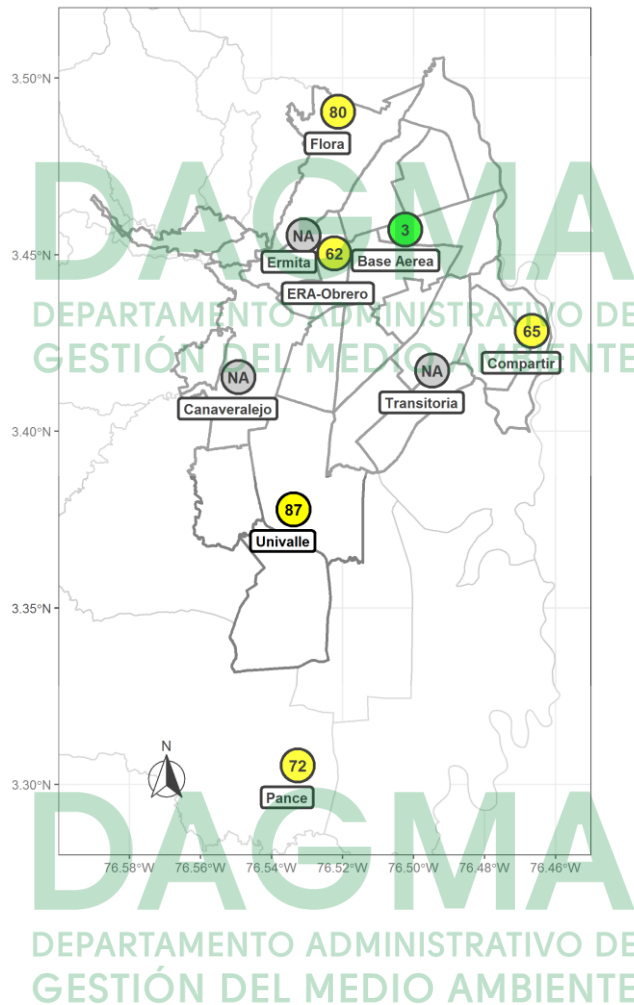 3.50°N
80
Flora
DAGMA
NA
3
Ermita
62
Base Aerea
3.45°N
ERA-Obrero
DEPARTAMENTO ADMINISTRATIVO DE
65
GESTIÓN DEL MEDIO AMBIENTE
Compartir
NA
NA
Canaveralejo
Transitoria
3.40°N
87
Univalle
3.35°N
N
72
3.30°N
Pance
DAGMA
76.58°W 76.56°W 76.54°W 76.52°W 76.50°W 76.48°W 76.46°W
DEPARTAMENTO ADMINISTRATIVO DE
GESTIÓN DEL MEDIO AMBIENTE